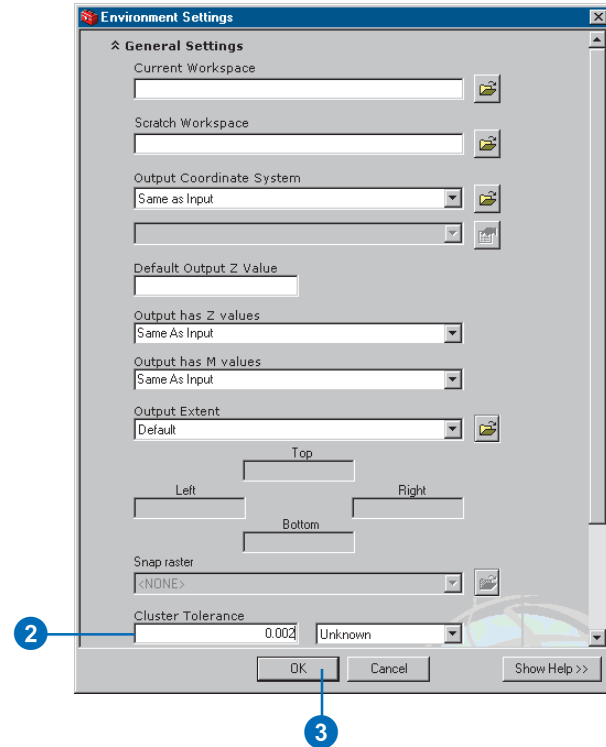 Environment Settings
General Settings
Current Workspace
Scratch Workspace
Output Coordinate System
Same as Input
Default Output Z Value
Output has Z values
Same As Input
Output has M values
Same As Input
Output Extent
Default
Top
Left Right
Bottom
Snap raster
<NONE>
Cluster Tolerance
2 0.002 Unknown
OK Cancel Show Help >>
3